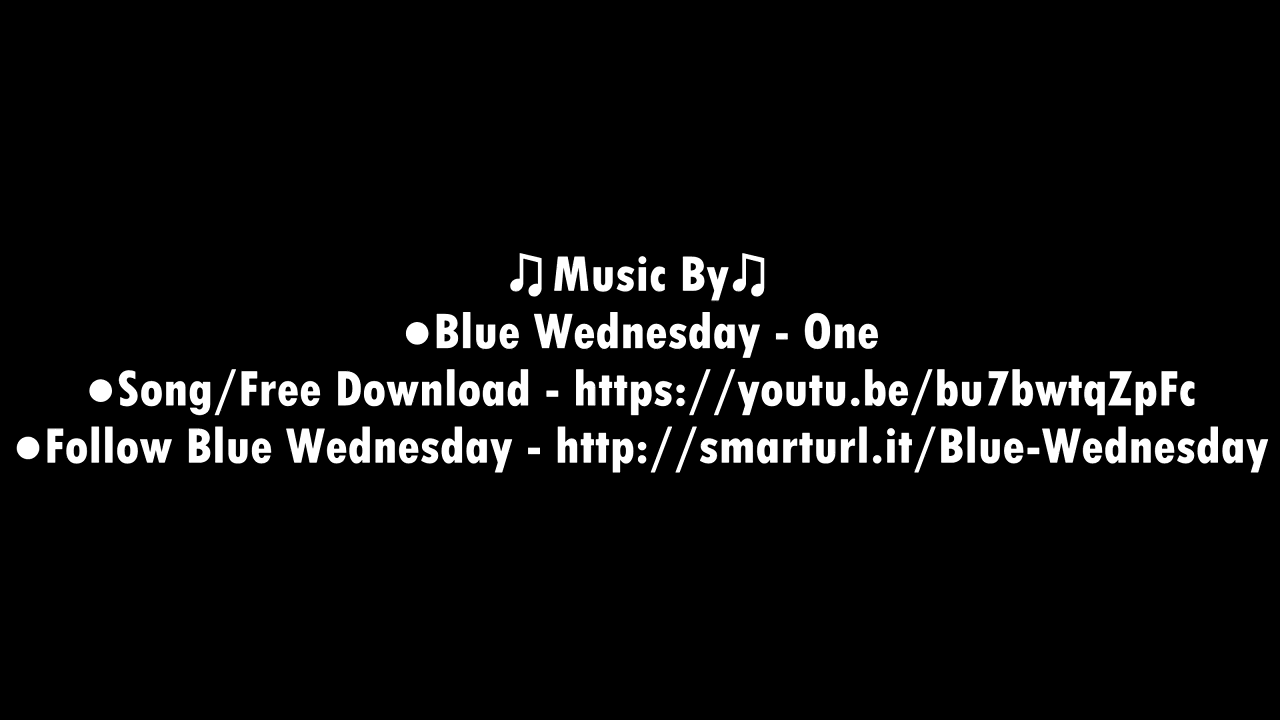 ♫Music By♫
●Blue Wednesday - One
●Song/Free Download - https://youtu.be/bu7bwtqZpFc
●Follow Blue Wednesday - http://smarturl.it/Blue-Wednesday